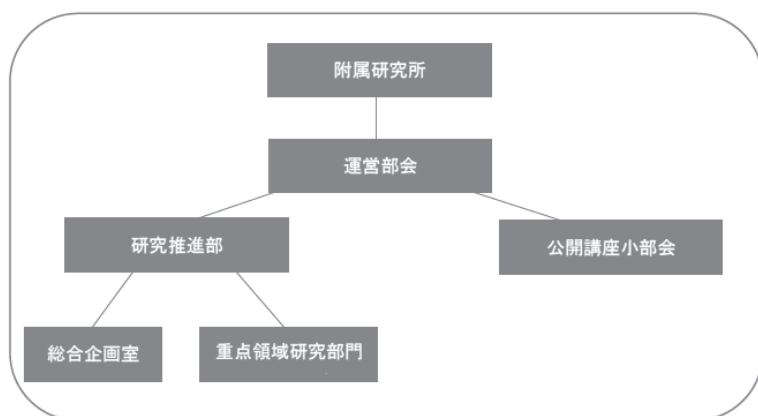 附属研究所
運営部会
研究推進部
公開講座小部会
総合企画室
重点領域研究部門